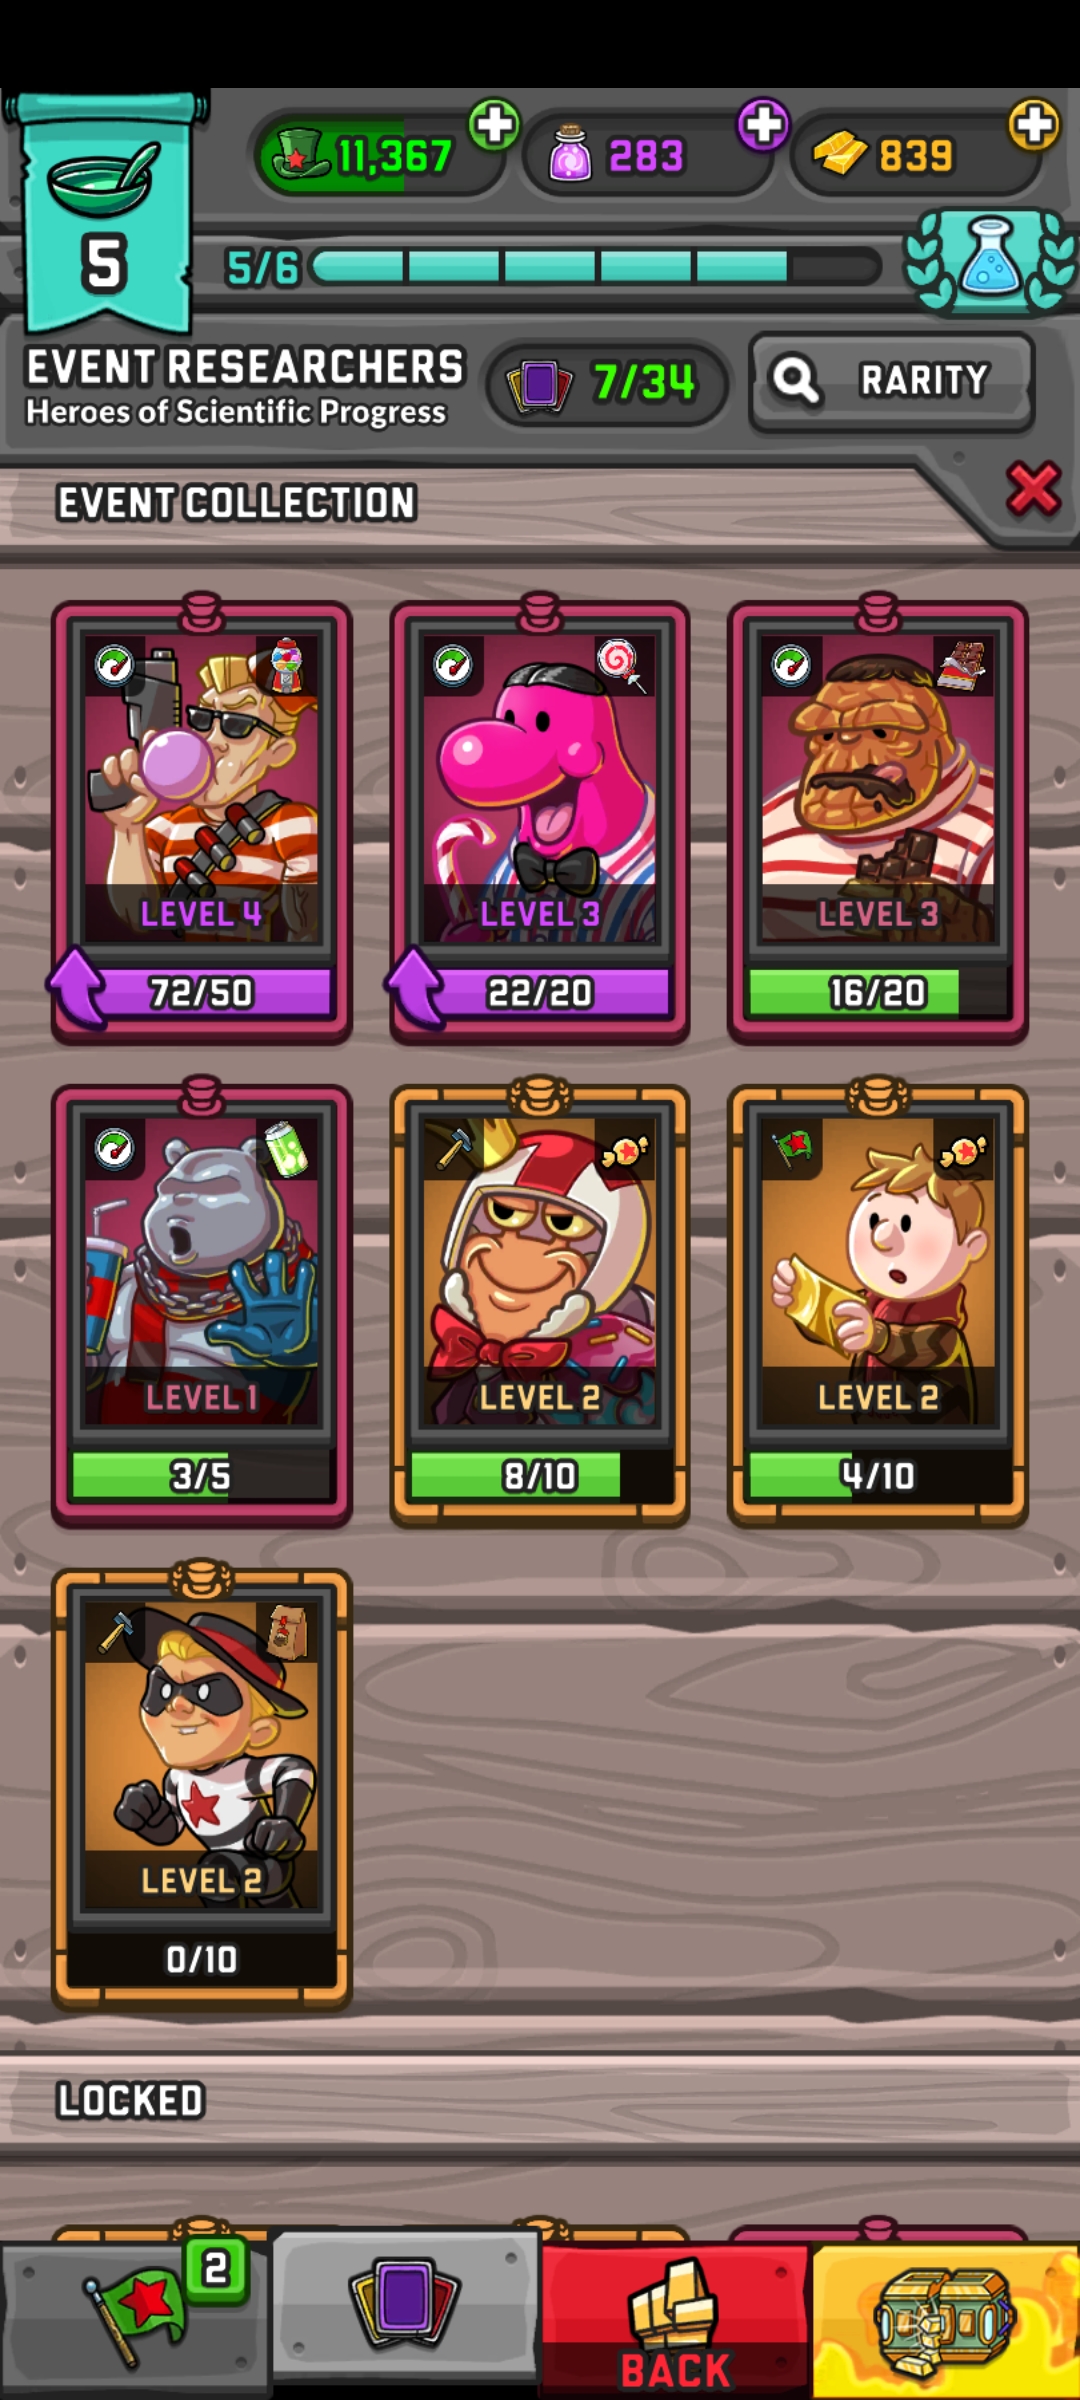 11,367
283
839
5
5/6
EVENT RESEARCHERS
Heroes of Scientific Progress
7/34
RARITY
EVENT COLLECTION
LEVEL 4
LEVEL 3
LEVEL 3
72/50
22/20
16/20
LEVEL 1
LEVEL 2
LEVEL 2
3/5
8/10
4/10
LEVEL 2
0/10
LOCKED
2
BACK